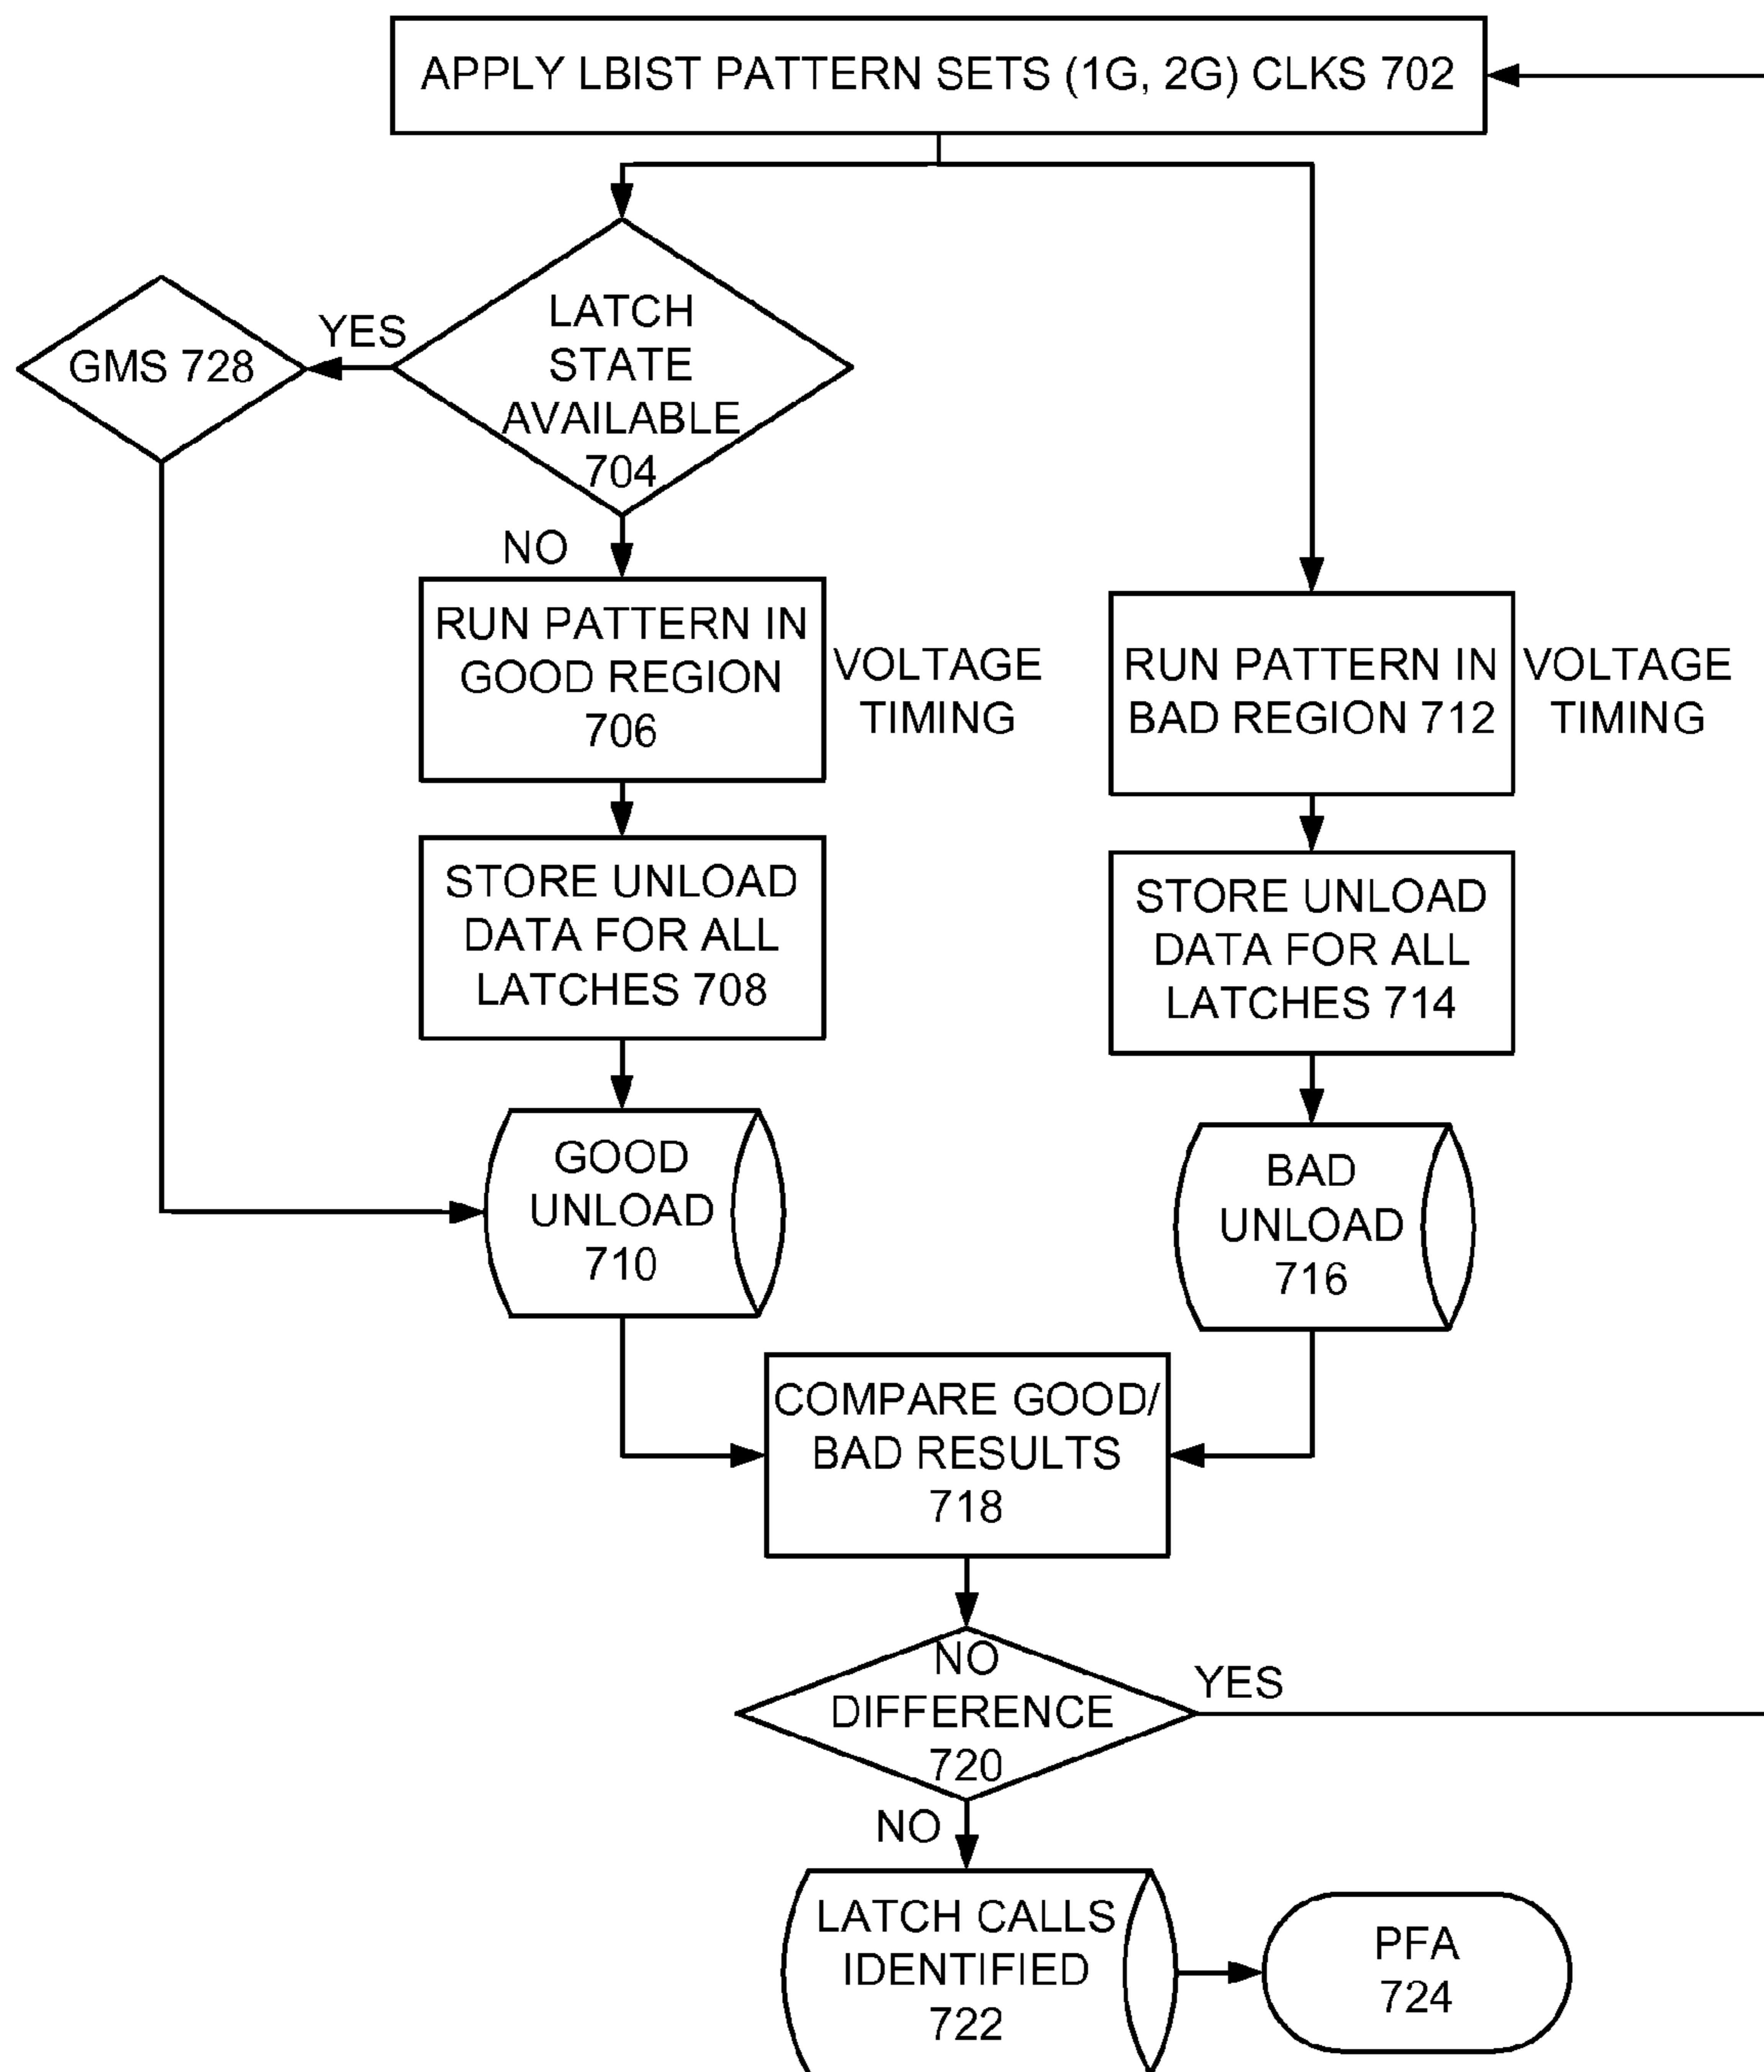 APPLY LBIST PATTERN SETS (1G, 2G) CLKS 702
LATCH
STATE
AVAILABLE
704
YES
GMS 728
NO
RUN PATTERN IN
GOOD REGION
706
VOLTAGE
TIMING
RUN PATTERN IN
BAD REGION 712
VOLTAGE
TIMING
STORE UNLOAD
DATA FOR ALL
LATCHES 708
STORE UNLOAD
DATA FOR ALL
LATCHES 714
GOOD
UNLOAD
710
BAD
UNLOAD
716
COMPARE GOOD/
BAD RESULTS
718
NO
DIFFERENCE
720
YES
NO
LATCH CALLS
IDENTIFIED
722
PFA
724